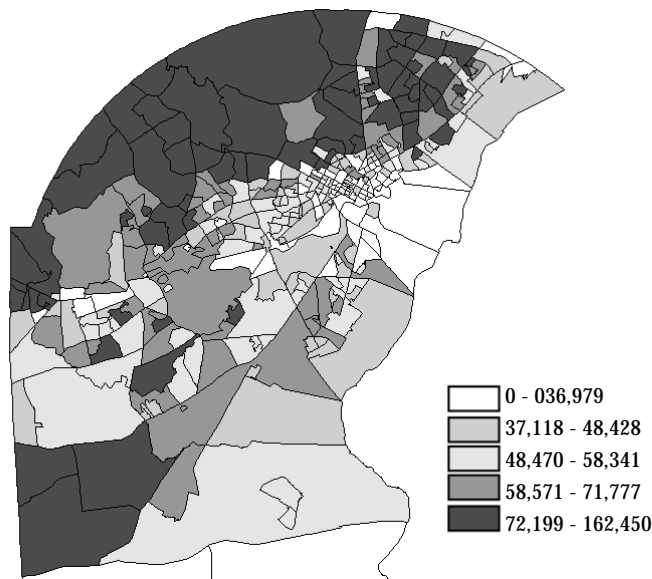 0 - 036,979
37,118 - 48,428
48,470 - 58,341
58,571 - 71,777
72,199 - 162,450